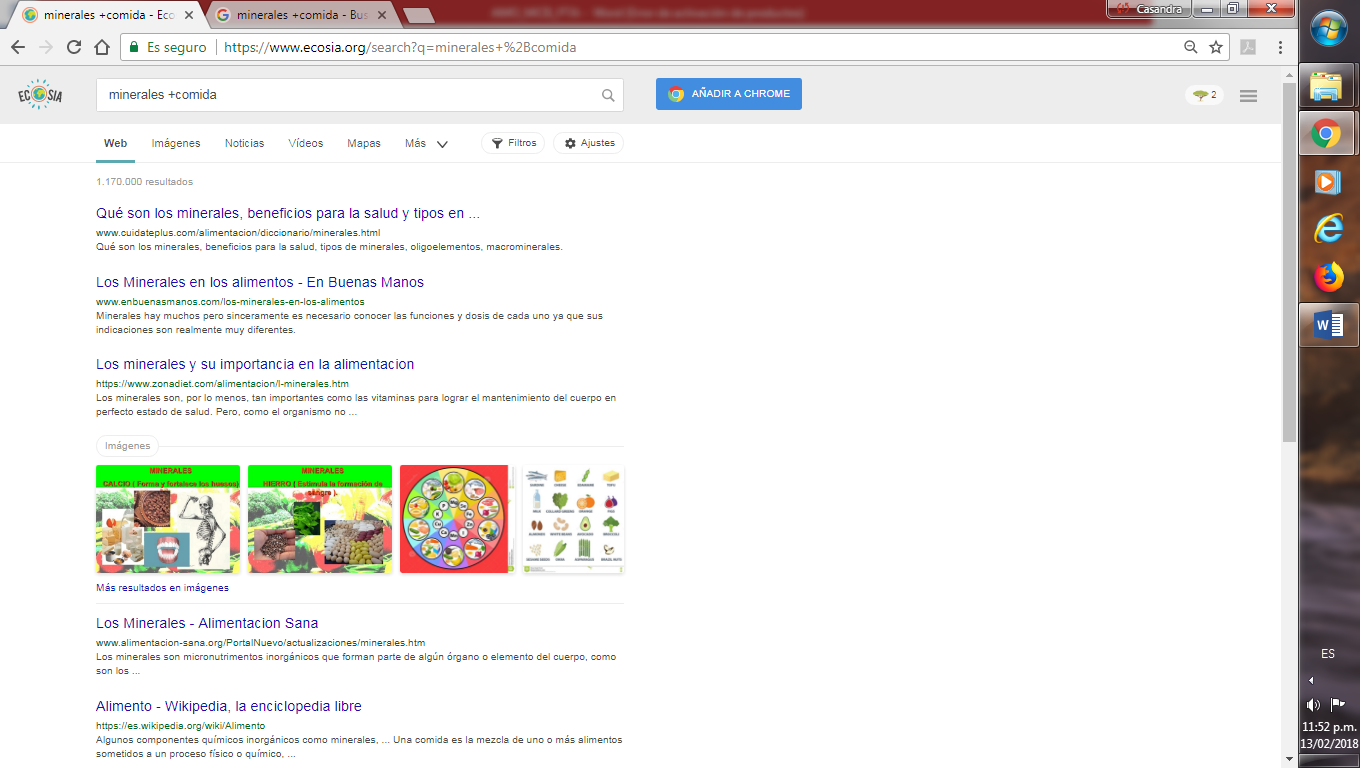 minerales +comida - Eco
minerales +comida - Bus
Casandra
Es seguro
https://www.ecosia.org/search?q=minerales+%2Bcomida
ECOSIA
minerales +comida
AÑADIR A CHROME
2
Web
Imágenes
Noticias
Vídeos
Mapas
Más
Filtros
Ajustes
1.170.000 resultados
Qué son los minerales, beneficios para la salud y tipos en ...
www.cuidateplus.com/alimentacion/diccionario/minerales.html
Qué son los minerales, beneficios para la salud, tipos de minerales, oligoelementos, macrominerales.
Los Minerales en los alimentos - En Buenas Manos
www.enbuenasmanos.com/los-minerales-en-los-alimentos
Minerales hay muchos pero sinceramente es necesario conocer las funciones y dosis de cada uno ya que sus
indicaciones son realmente muy diferentes.
Los minerales y su importancia en la alimentacion
https://www.zonadiet.com/alimentacion/l-minerales.htm
Los minerales son, por lo menos, tan importantes como las vitaminas para lograr el mantenimiento del cuerpo en
perfecto estado de salud. Pero, como el organismo no ...
Imágenes
MINERALES
CALCIO ( Forma y fortalece los huesos)
MINERALES
HIERRO ( Estimula la formación de
sangre ).
Más resultados en imágenes
Los Minerales - Alimentacion Sana
www.alimentacion-sana.org/PortalNuevo/actualizaciones/minerales.htm
Los minerales son micronutrimentos inorgánicos que forman parte de algún órgano o elemento del cuerpo, como
son los ...
Alimento - Wikipedia, la enciclopedia libre
https://es.wikipedia.org/wiki/Alimento
Algunos componentes químicos inorgánicos como minerales, ... Una comida es la mezcla de uno o más alimentos
sometidos a un proceso físico o químico, ...
ES
11:52 p.m.
13/02/2018